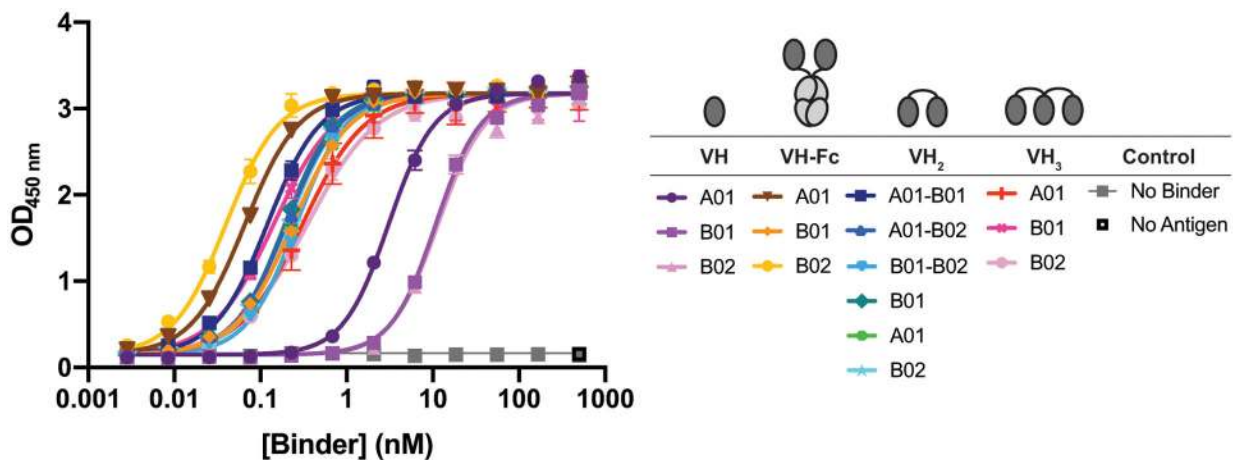 4
3
2
1
0
OD450 nm
0.001 0.01 0.1 1 10 100 1000
[Binder] (nM)
VH VH-Fc VH2 VH3 Control
A01 A01 A01-B01 A01 No Binder
B01 B01 A01-B02 B01 No Antigen
B02 B02 B01-B02 B02
B01
A01
B02